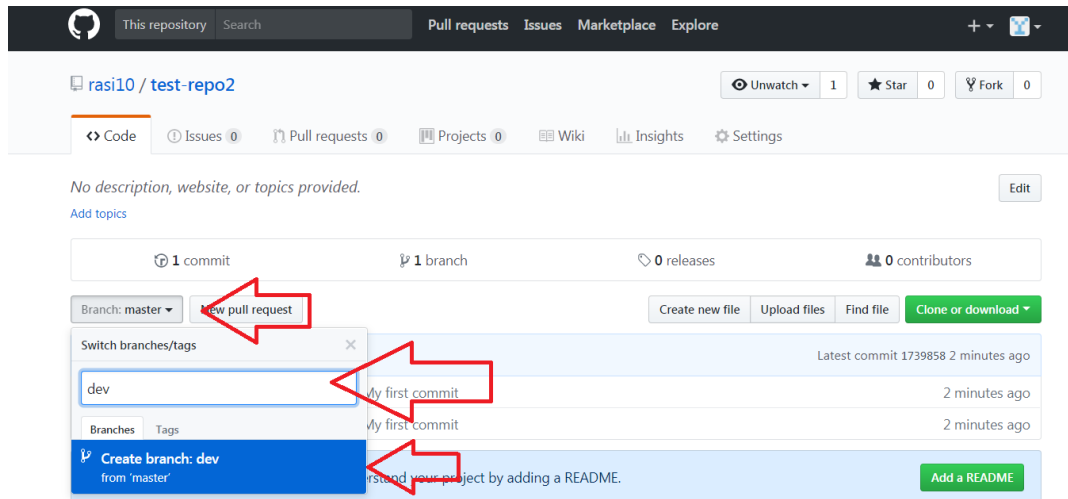 This repository Search Pull requests Issues Marketplace Explore
rasi10 / test-repo2 Unwatch 1 Star 0 Fork 0
Code Issues 0 Pull requests 0 Projects 0 Wiki Insights Settings
No description, website, or topics provided. Edit
Add topics
1 commit 1 branch 0 releases 0 contributors
Branch: master New pull request Create new file Upload files Find file Clone or download
Switch branches/tags
Latest commit 1739858 2 minutes ago
dev
My first commit 2 minutes ago
Branches Tags
My first commit 2 minutes ago
Create branch: dev
from 'master'
your project by adding a README. Add a README